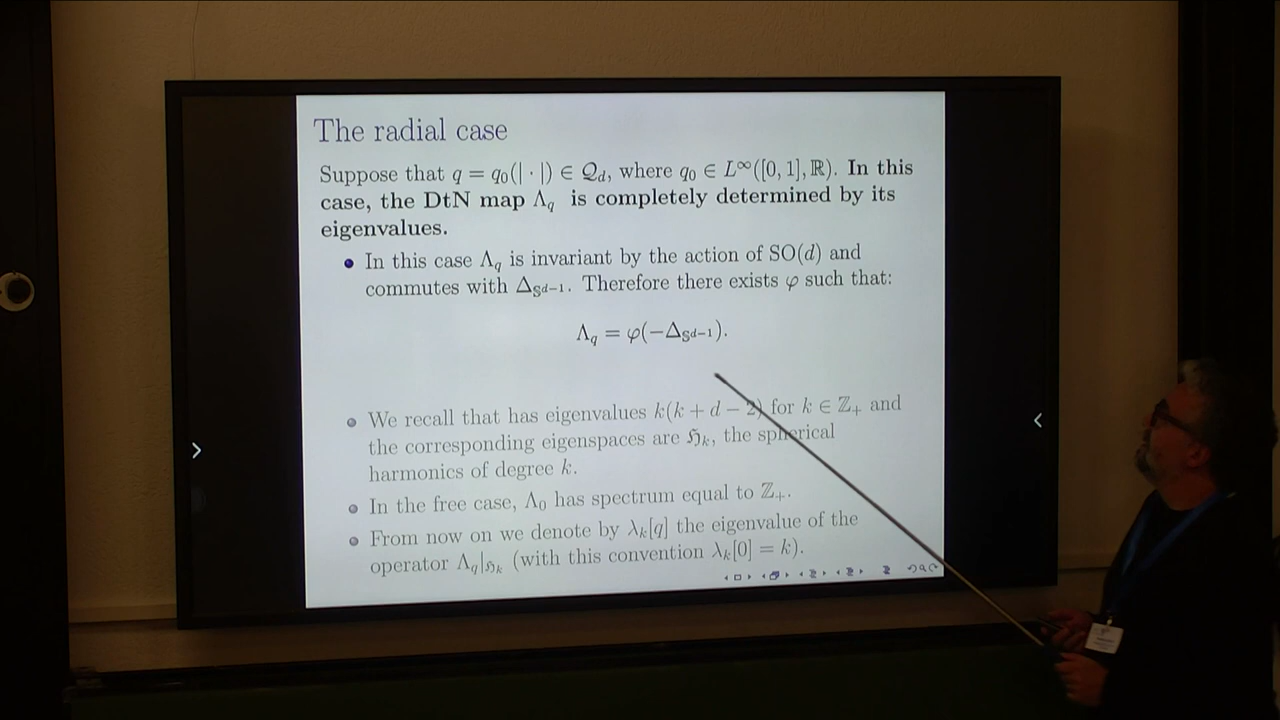 The radial case
Suppose that q = q₀(| · |) ∈ 𝒬_d, where q₀ ∈ L^∞([0, 1], ℝ). In this
case, the DtN map Λ_q is completely determined by its
eigenvalues.
• In this case Λ_q is invariant by the action of SO(d) and
commutes with Δ_{𝕊^{d−1}}. Therefore there exists φ such that:
Λ_q = φ(−Δ_{𝕊^{d−1}}).
• We recall that has eigenvalues k(k + d − 2) for k ∈ ℤ₊ and
the corresponding eigenspaces are ℌ_k, the spherical
harmonics of degree k.
• In the free case, Λ₀ has spectrum equal to ℤ₊.
• From now on we denote by λ_k[q] the eigenvalue of the
operator Λ_q|_{ℌ_k} (with this convention λ_k[0] = k).